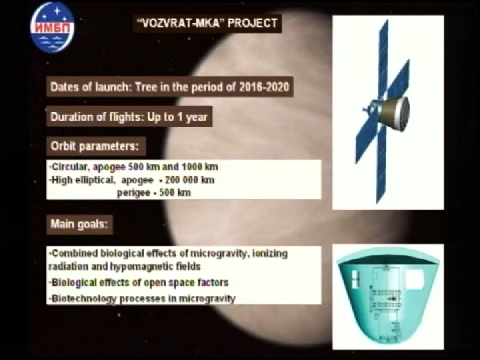 ИМБП
“VOZVRAT-MKA” PROJECT
Dates of launch: Tree in the period of 2016-2020
Duration of flights: Up to 1 year
Orbit parameters:
•Circular, apogee 500 km and 1000 km
•High elliptical, apogee - 200 000 km
perigee - 500 km
Main goals:
•Combined biological effects of microgravity, ionizing
radiation and hypomagnetic fields
•Biological effects of open space factors
•Biotechnology processes in microgravity